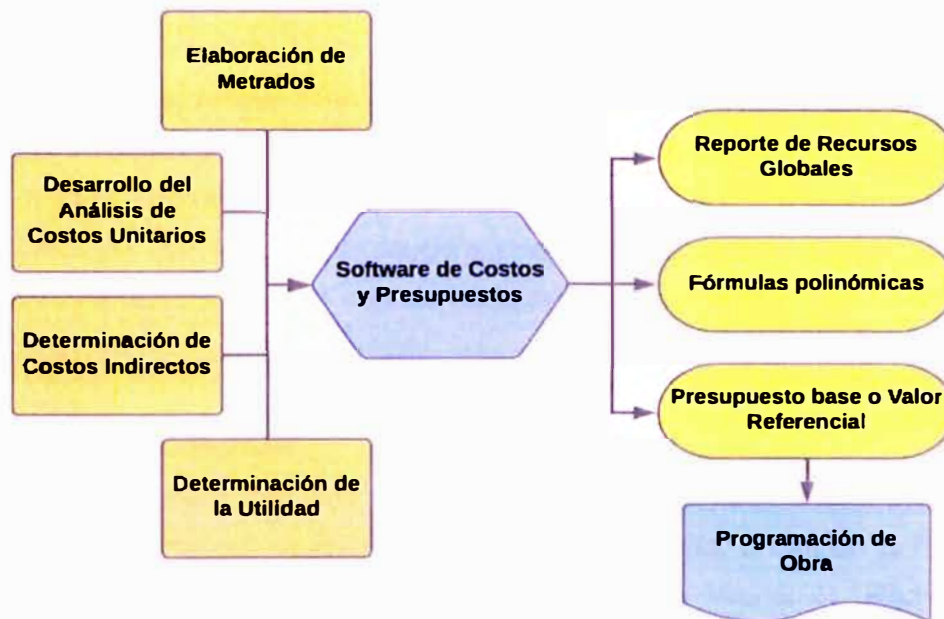 Elaboración de
Metrados
Desarrollo del
Análisis de
Costos Unitarios
Determinación de
Costos Indirectos
Determinación de
la Utilidad
Software de Costos
y Presupuestos
Reporte de Recursos
Globales
Fórmulas polinómicas
Presupuesto base o Valor
Referencial
Programación de
Obra